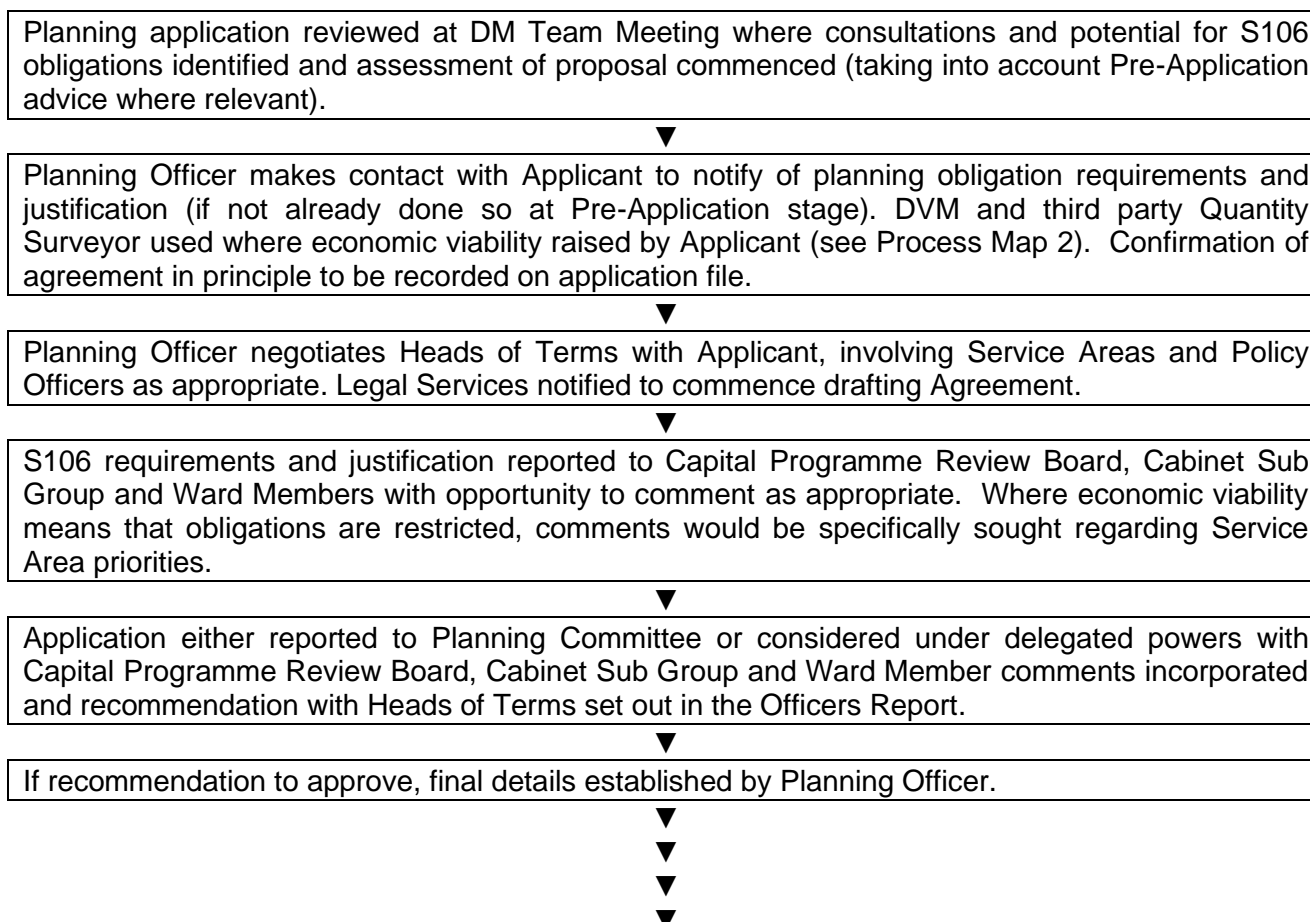 Planning application reviewed at DM Team Meeting where consultations and potential for S106
obligations identified and assessment of proposal commenced (taking into account Pre-Application
advice where relevant).
▼
Planning Officer makes contact with Applicant to notify of planning obligation requirements and
justification (if not already done so at Pre-Application stage). DVM and third party Quantity
Surveyor used where economic viability raised by Applicant (see Process Map 2). Confirmation of
agreement in principle to be recorded on application file.
▼
Planning Officer negotiates Heads of Terms with Applicant, involving Service Areas and Policy
Officers as appropriate. Legal Services notified to commence drafting Agreement.
▼
S106 requirements and justification reported to Capital Programme Review Board, Cabinet Sub
Group and Ward Members with opportunity to comment as appropriate. Where economic viability
means that obligations are restricted, comments would be specifically sought regarding Service
Area priorities.
▼
Application either reported to Planning Committee or considered under delegated powers with
Capital Programme Review Board, Cabinet Sub Group and Ward Member comments incorporated
and recommendation with Heads of Terms set out in the Officers Report.
▼
If recommendation to approve, final details established by Planning Officer.
▼
▼
▼
▼